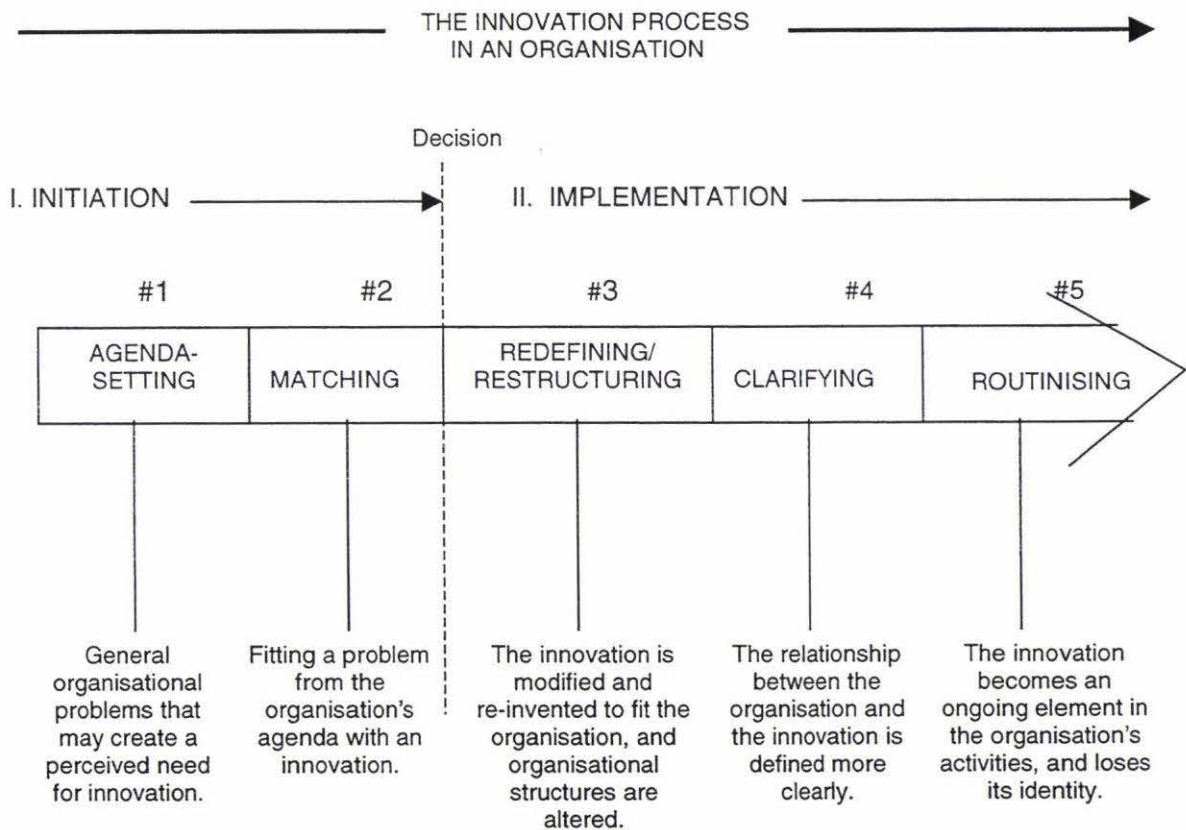 THE INNOVATION PROCESS
IN AN ORGANISATION
Decision
I. INITIATION
II. IMPLEMENTATION
#1
#2
#3
#4
#5
AGENDA-
SETTING
MATCHING
REDEFINING/
RESTRUCTURING
CLARIFYING
ROUTINISING
General
organisational
problems that
may create a
perceived need
for innovation.
Fitting a problem
from the
organisation's
agenda with an
innovation.
The innovation is
modified and
re-invented to fit the
organisation, and
organisational
structures are
altered.
The relationship
between the
organisation and
the innovation is
defined more
clearly.
The innovation
becomes an
ongoing element in
the organisation's
activities, and loses
its identity.